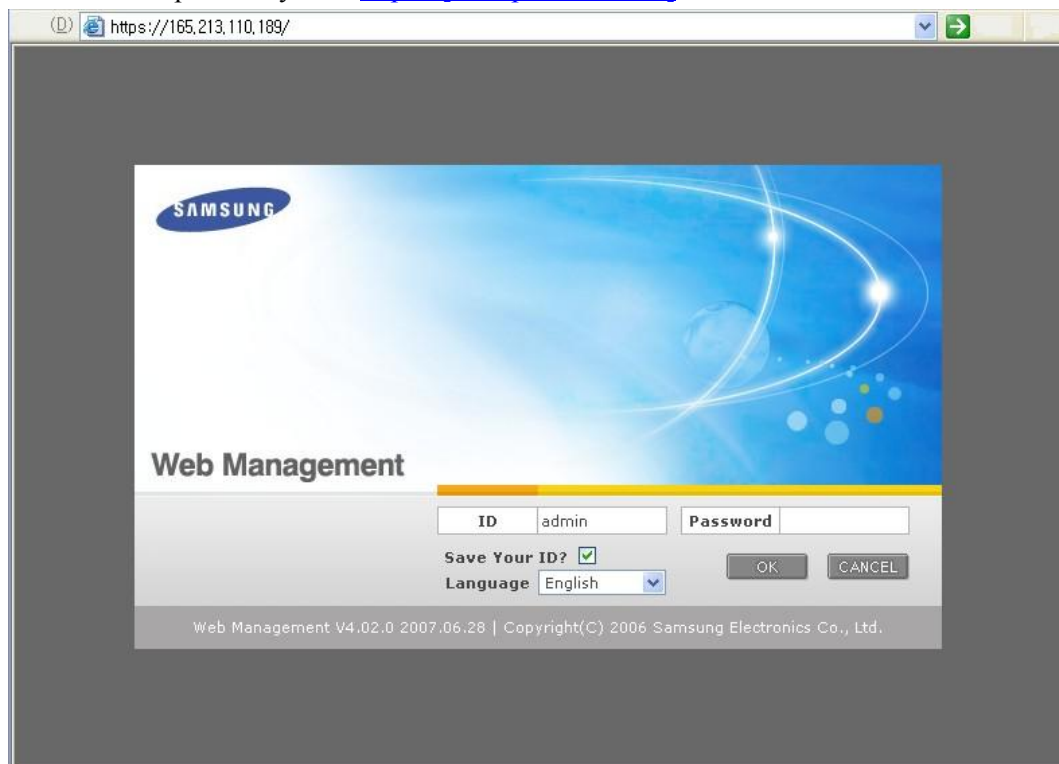 (D) https://165,213,110,189/
SAMSUNG
Web Management
ID admin Password
Save Your ID?
OK CANCEL
Language English
Web Management V4.02.0 2007.06.28 | Copyright(C) 2006 Samsung Electronics Co., Ltd.